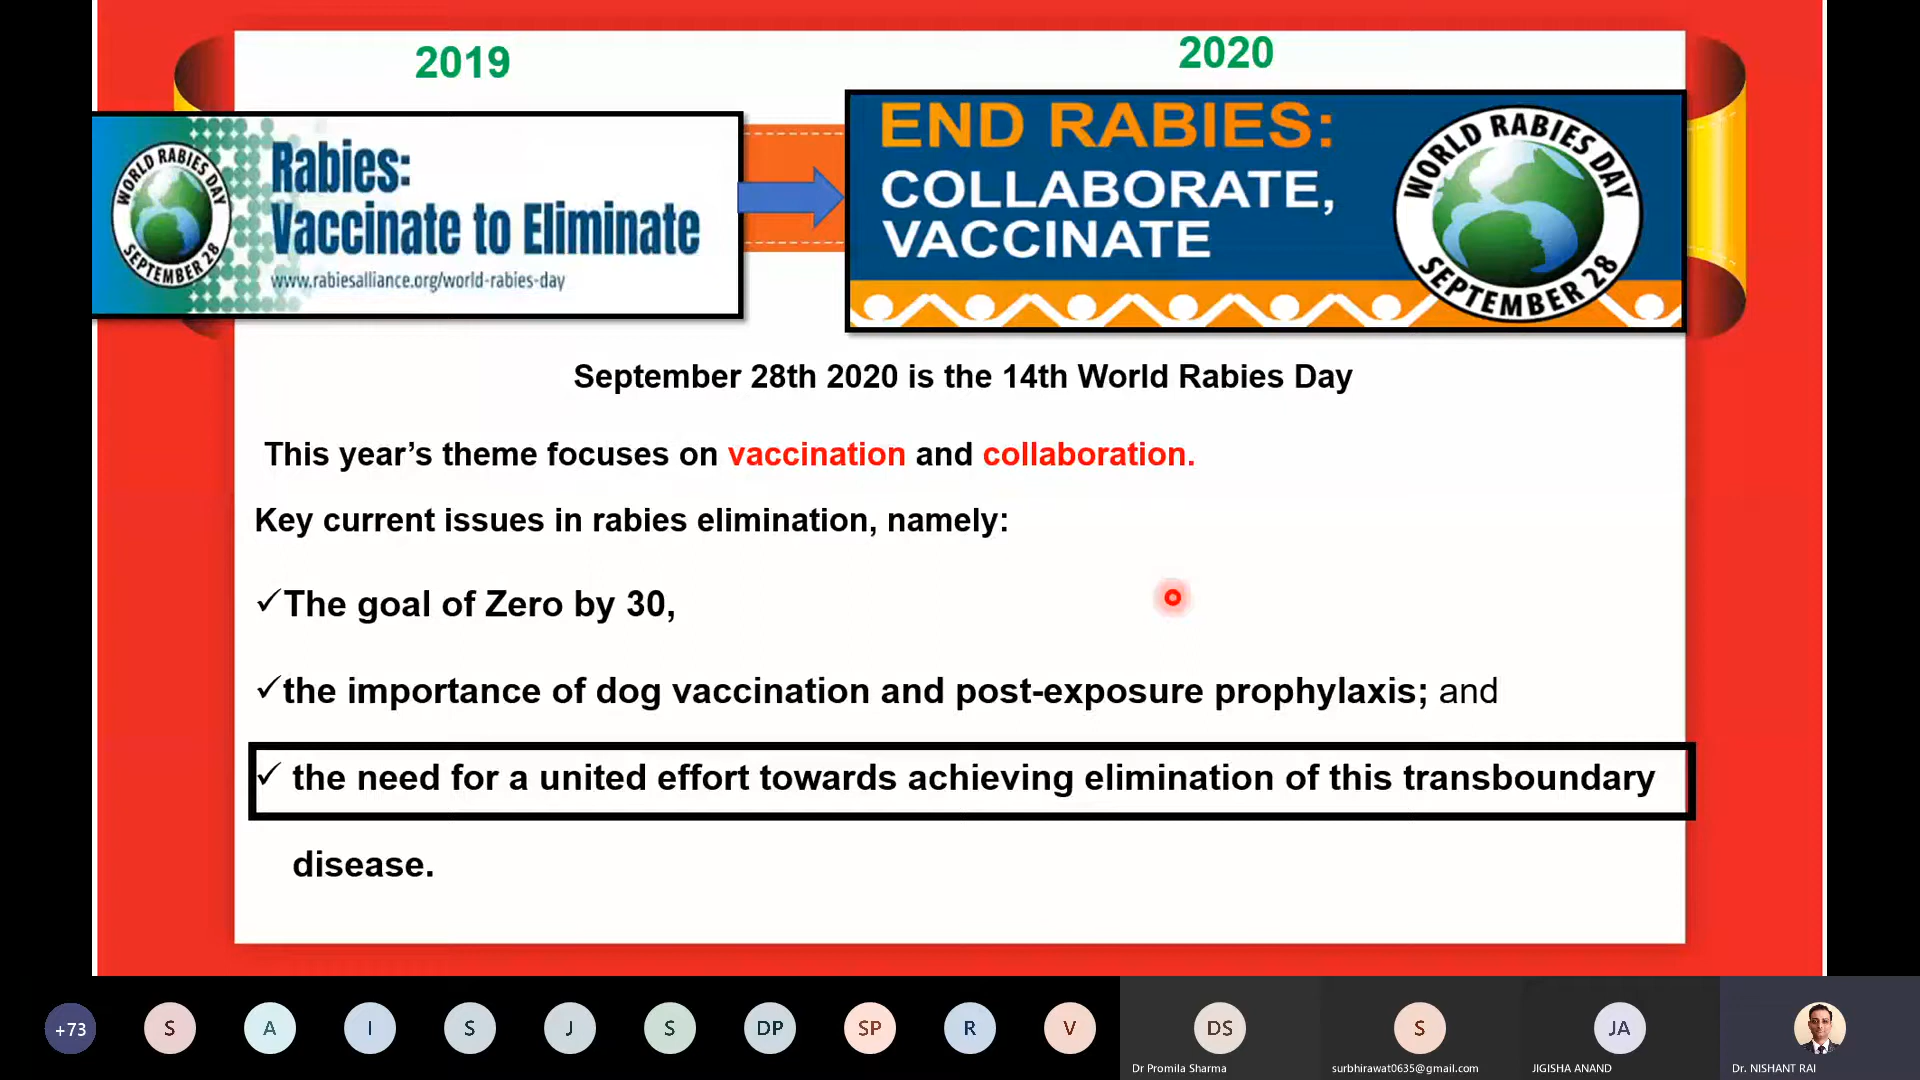 2019
2020
WORLD RABIES DAY
SEPTEMBER 28
Rabies:
Vaccinate to Eliminate
www.rabiesalliance.org/world-rabies-day
END RABIES:
COLLABORATE,
VACCINATE
WORLD RABIES DAY
SEPTEMBER 28
September 28th 2020 is the 14th World Rabies Day
This year’s theme focuses on vaccination and collaboration.
Key current issues in rabies elimination, namely:
✓The goal of Zero by 30,
✓the importance of dog vaccination and post-exposure prophylaxis; and
✓ the need for a united effort towards achieving elimination of this transboundary
disease.
+73
S
A
I
S
J
S
DP
SP
R
V
DS
S
JA
Dr Promila Sharma
surbhirawat0635@gmail.com
JIGISHA ANAND
Dr. NISHANT RAI